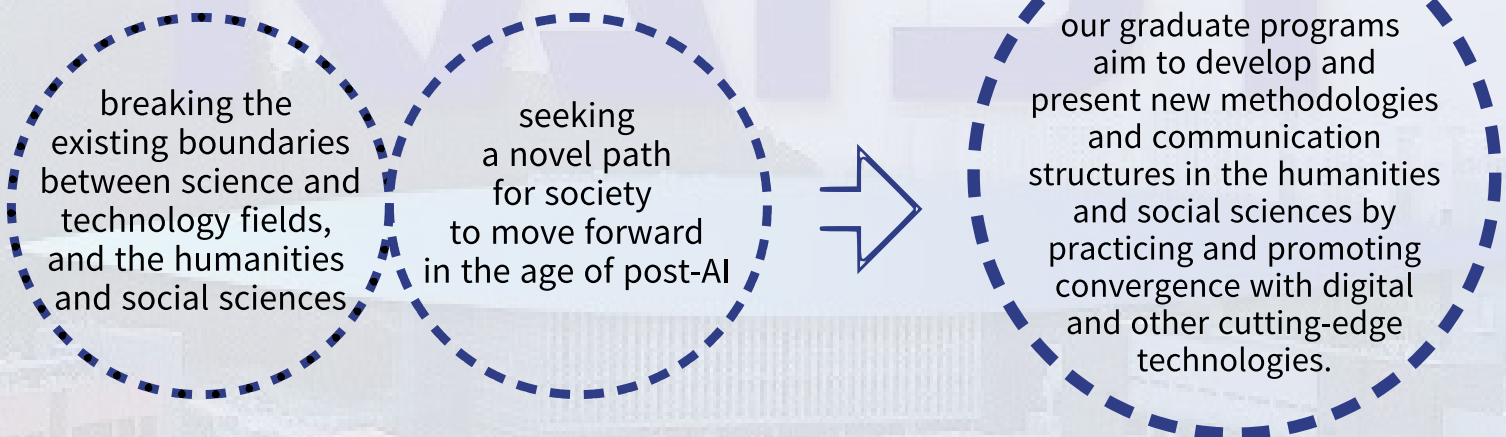 breaking the
existing boundaries
between science and
technology fields,
and the humanities
and social sciences
seeking
a novel path
for society
to move forward
in the age of post-AI
our graduate programs
aim to develop and
present new methodologies
and communication
structures in the humanities
and social sciences by
practicing and promoting
convergence with digital
and other cutting-edge
technologies.